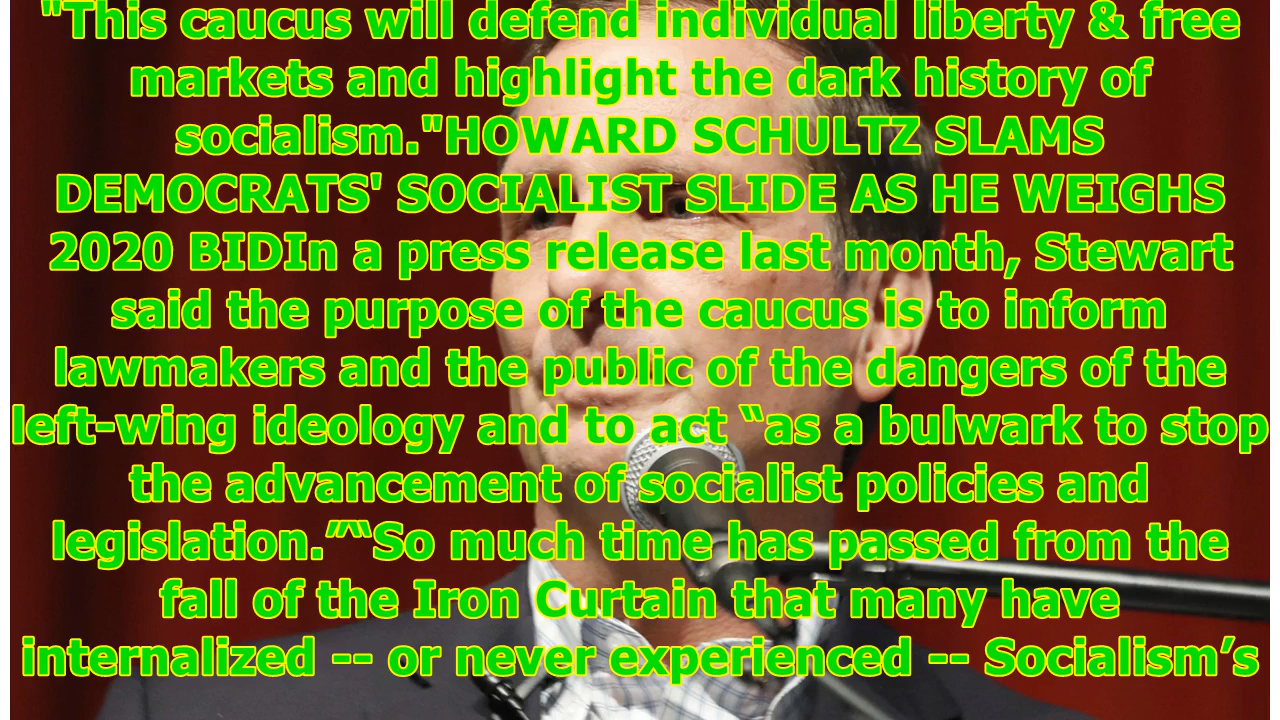 "This caucus will defend individual liberty & free
markets and highlight the dark history of
socialism."HOWARD SCHULTZ SLAMS
DEMOCRATS' SOCIALIST SLIDE AS HE WEIGHS
2020 BIDIn a press release last month, Stewart
said the purpose of the caucus is to inform
lawmakers and the public of the dangers of the
left-wing ideology and to act “as a bulwark to stop
the advancement of socialist policies and
legislation.”“So much time has passed from the
fall of the Iron Curtain that many have
internalized -- or never experienced -- Socialism’s